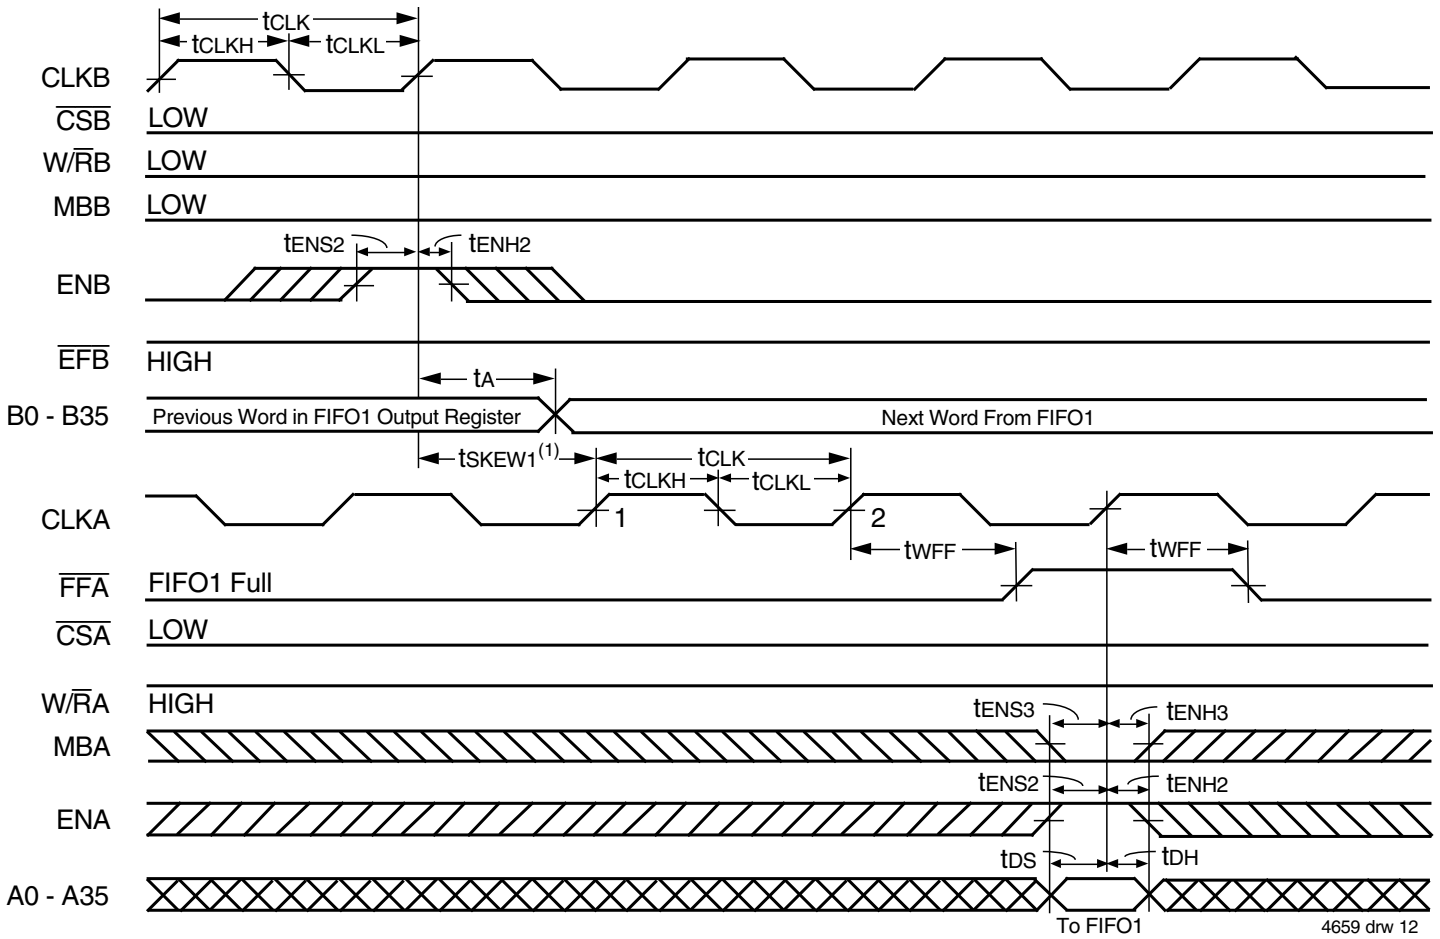 tCLK
tCLKH tCLKL
CLKB
CSB LOW
W/RB LOW
MBB LOW
tENS2 tENH2
ENB
EFB HIGH
tA
B0 - B35 Previous Word in FIFO1 Output Register Next Word From FIFO1
tSKEW1(1) tCLK
tCLKH tCLKL
CLKA 1 2
tWFF tWFF
FFA FIFO1 Full
CSA LOW
W/RA HIGH
tENS3 tENH3
MBA
tENS2 tENH2
ENA
tDS tDH
A0 - A35
To FIFO1
4659 drw 12